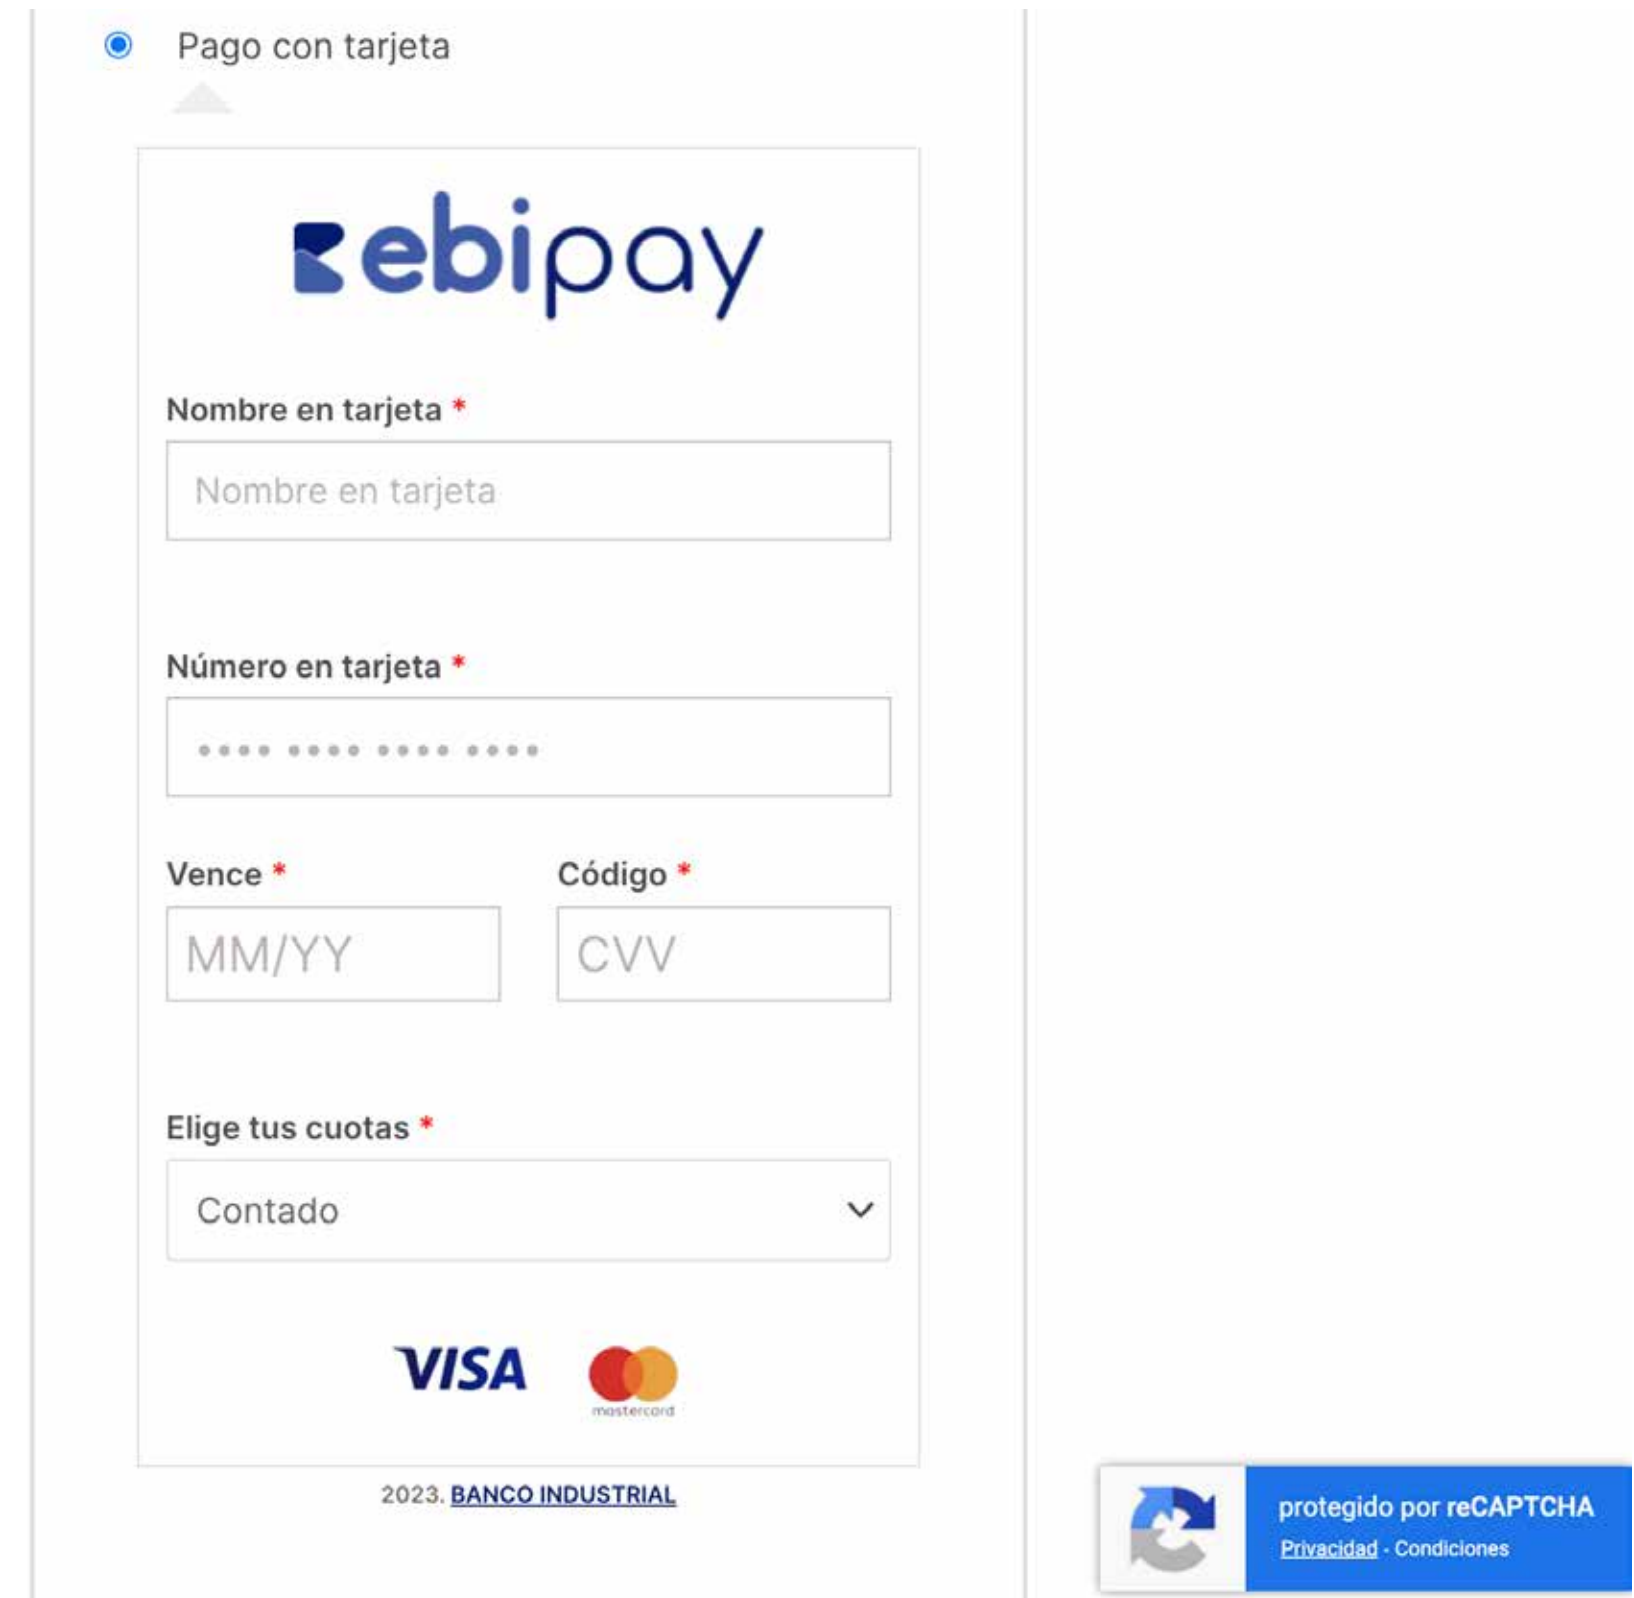 Pago con tarjeta
ebipay
Nombre en tarjeta *
Nombre en tarjeta
Número en tarjeta *
•••• •••• •••• ••••
Vence * Código *
MM/YY CVV
Elige tus cuotas *
Contado
VISA mastercard
2023. BANCO INDUSTRIAL
protegido por reCAPTCHA
Privacidad - Condiciones